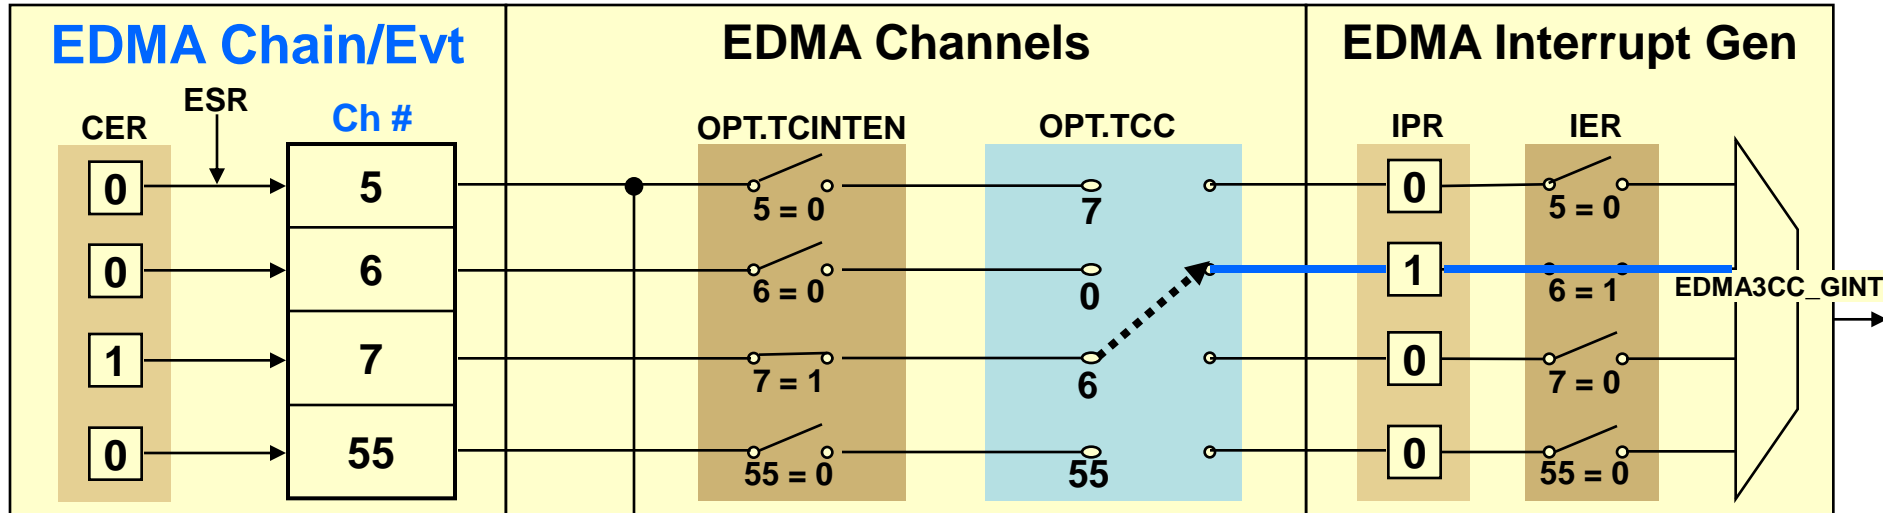 EDMA Chain/Evt
EDMA Channels
EDMA Interrupt Gen
ESR
CER
Ch #
OPT.TCINTEN
OPT.TCC
IPR
IER
0
5
5 = 0
7
0
5 = 0
0
6
6 = 0
0
1
6 = 1
EDMA3CC_GINT
1
7
7 = 1
6
0
7 = 0
0
55
55 = 0
55
0
55 = 0